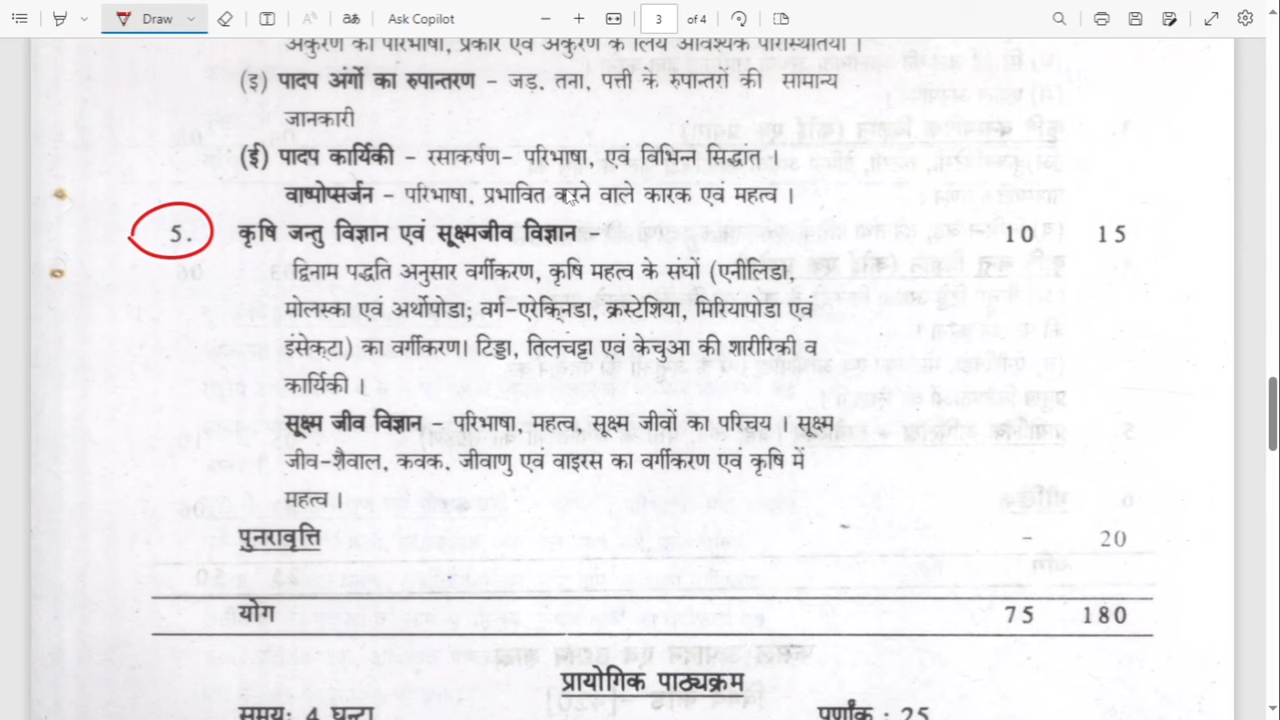 Draw
Ask Copilot
3
of 4
अंकुरण की परिभाषा, प्रकार एवं अंकुरण के लिये आवश्यक परिस्थितियाँ ।
(इ) पादप अंगों का रुपान्तरण – जड़, तना, पत्ती के रुपान्तरों की सामान्य
जानकारी
(ई) पादप कार्यिकी – रसाकर्षण– परिभाषा, एवं विभिन्न सिद्धांत ।
वाष्पोत्सर्जन – परिभाषा, प्रभावित करने वाले कारक एवं महत्व ।
5. कृषि जन्तु विज्ञान एवं सूक्ष्मजीव विज्ञान – 10 15
द्विनाम पद्धति अनुसार वर्गीकरण, कृषि महत्व के संघों (एनीलिडा,
मोलस्का एवं अर्थोपोडा; वर्ग–एरेक्निडा, क्रस्टेशिया, मिरियापोडा एवं
इंसेक्टा) का वर्गीकरण। टिड्डा, तिलचट्टा एवं केचुआ की शारीरिकी व
कार्यिकी ।
सूक्ष्म जीव विज्ञान – परिभाषा, महत्व, सूक्ष्म जीवों का परिचय । सूक्ष्म
जीव–शैवाल, कवक, जीवाणु एवं वाइरस का वर्गीकरण एवं कृषि में
महत्व ।
पुनरावृत्ति – 20
योग 75 180
प्रायोगिक पाठ्यक्रम
समय: 4 घन्टा पूर्णांक : 25